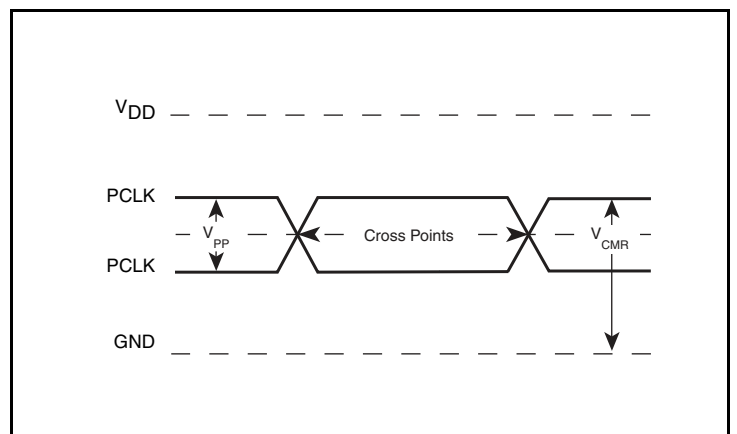 VDD
PCLK
VPP
Cross Points
VCMR
PCLK
GND